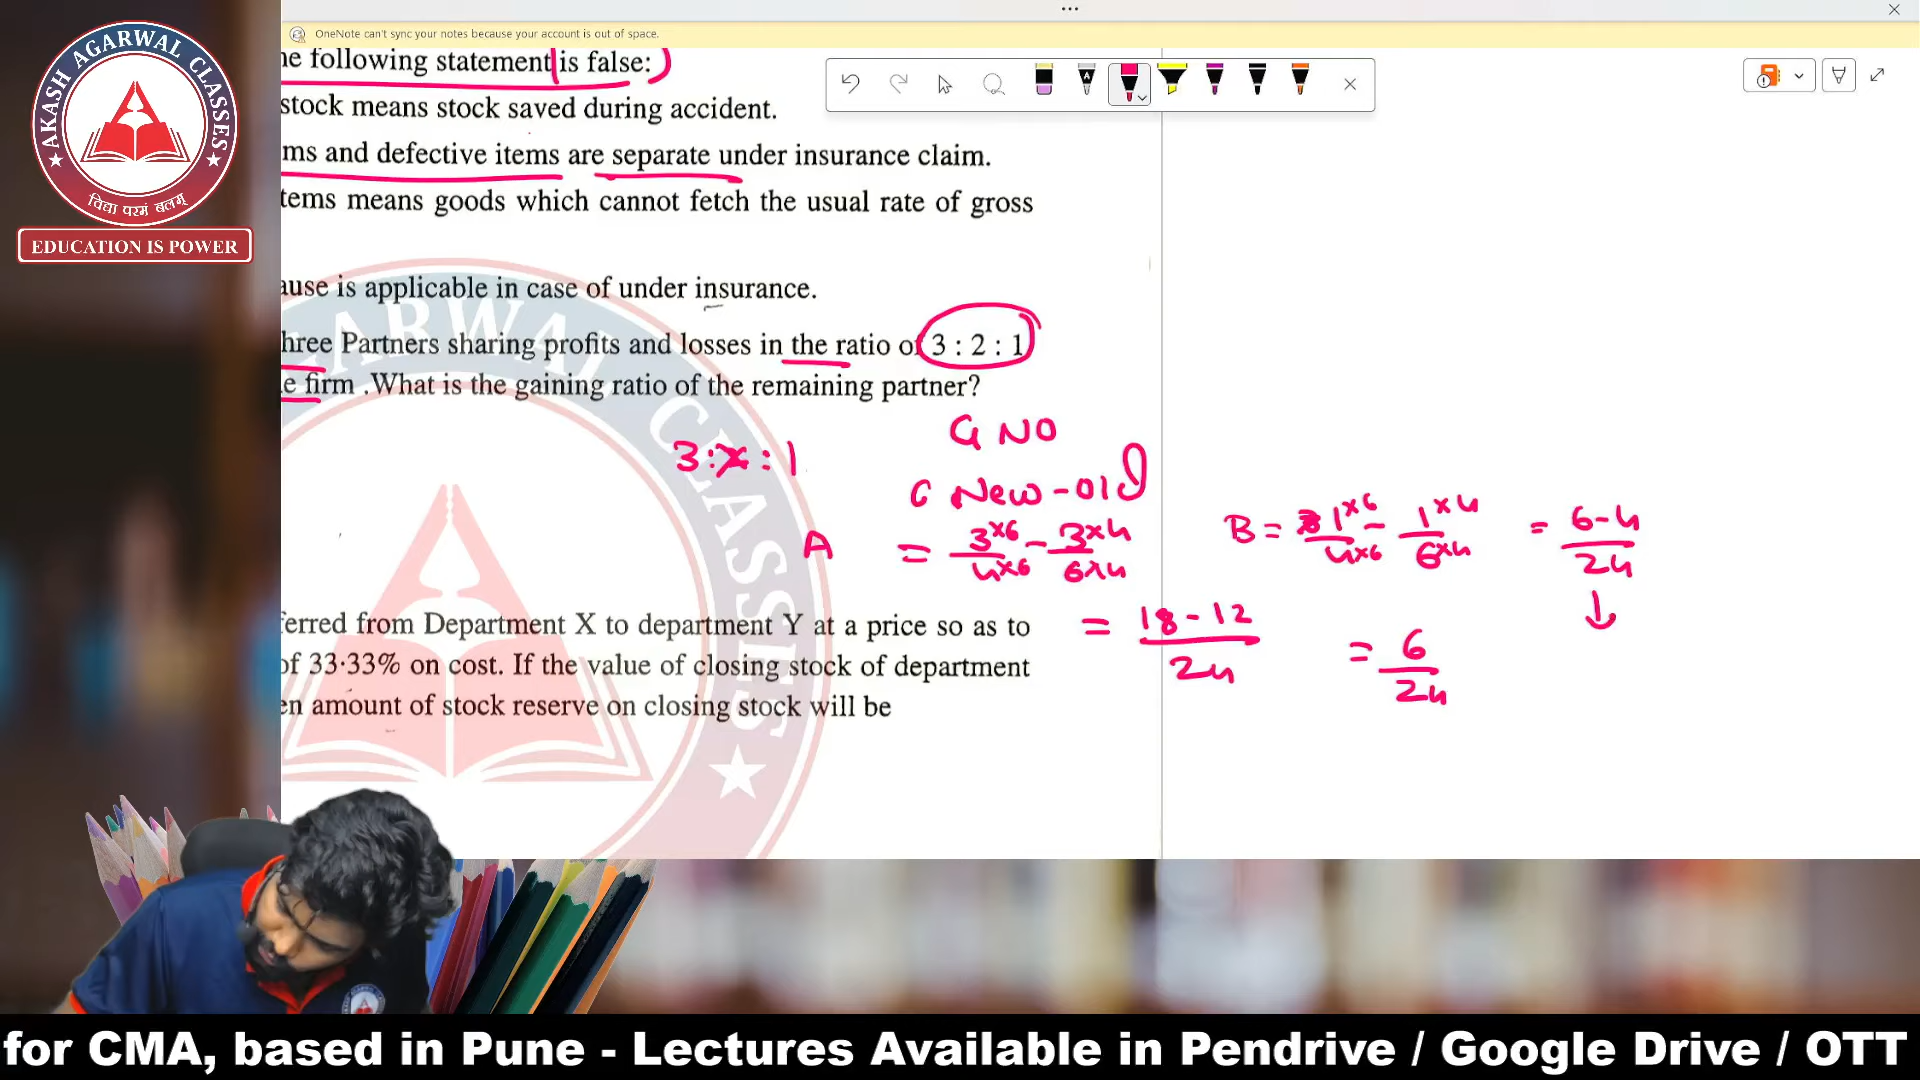 OneNote can't sync your notes because your account is out of space.
AKASH AGARWAL CLASSES
विद्या परमं बलम्
EDUCATION IS POWER
he following statement is false:
stock means stock saved during accident.
ms and defective items are separate under insurance claim.
tems means goods which cannot fetch the usual rate of gross
ause is applicable in case of under insurance.
hree Partners sharing profits and losses in the ratio of 3 : 2 : 1
e firm .What is the gaining ratio of the remaining partner?
G NO
3:2:1
G New - Old
A = 3×6/4×6 - 3×4/6×4
= 18-12/24 = 6/24
B = 1×6/4×6 - 1×4/6×4 = 6-4/24
ferred from Department X to department Y at a price so as to
of 33·33% on cost. If the value of closing stock of department
en amount of stock reserve on closing stock will be
GARWAL CLASSES
for CMA, based in Pune - Lectures Available in Pendrive / Google Drive / OTT